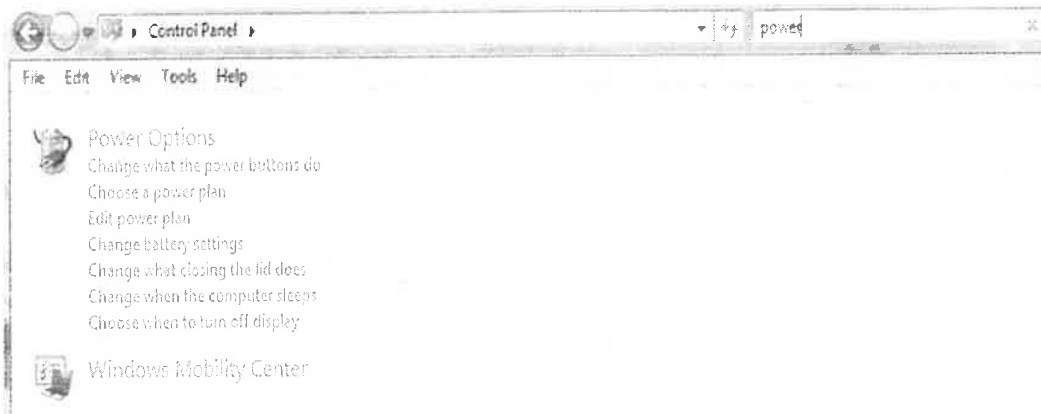 Control Panel
power
File Edit View Tools Help
Power Options
Change what the power buttons do
Choose a power plan
Edit power plan
Change battery settings
Change what closing the lid does
Change when the computer sleeps
Choose when to turn off display
Windows Mobility Center